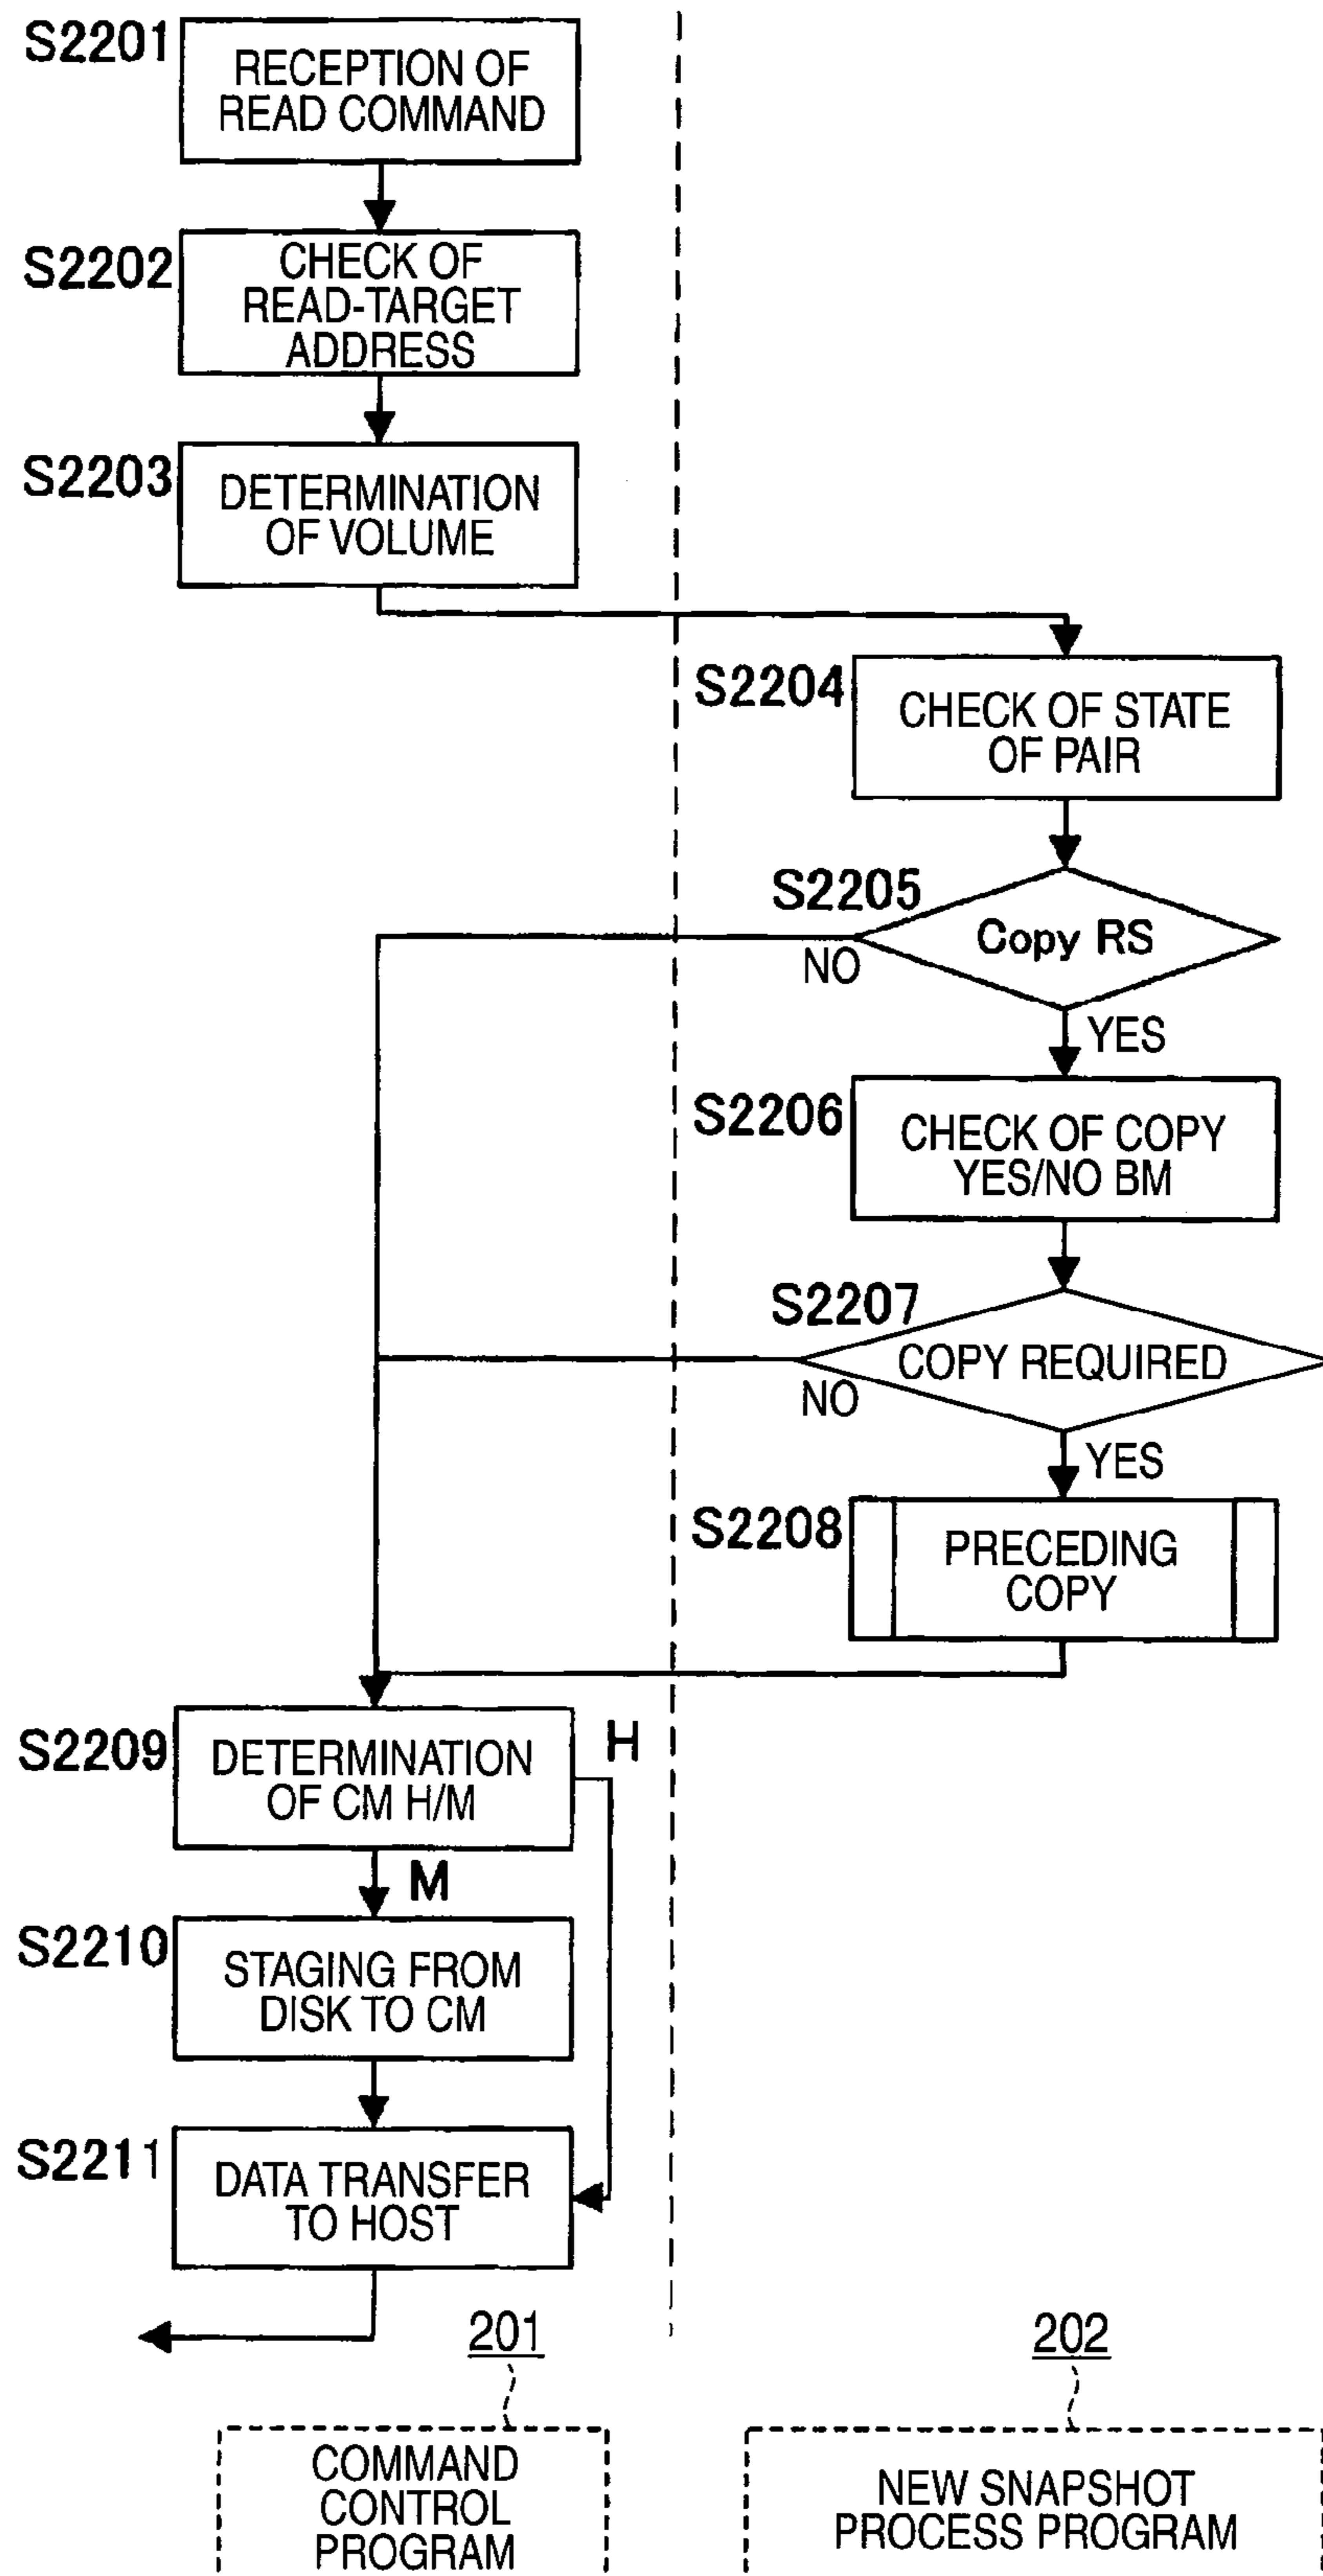 S2201
RECEPTION OF
READ COMMAND
S2202
CHECK OF
READ-TARGET
ADDRESS
S2203
DETERMINATION
OF VOLUME
S2204
CHECK OF STATE
OF PAIR
S2205
Copy RS
NO
YES
S2206
CHECK OF COPY
YES/NO BM
S2207
COPY REQUIRED
NO
YES
S2208
PRECEDING
COPY
S2209
DETERMINATION
OF CM H/M
H
M
S2210
STAGING FROM
DISK TO CM
S2211
DATA TRANSFER
TO HOST
201
COMMAND
CONTROL
PROGRAM
202
NEW SNAPSHOT
PROCESS PROGRAM